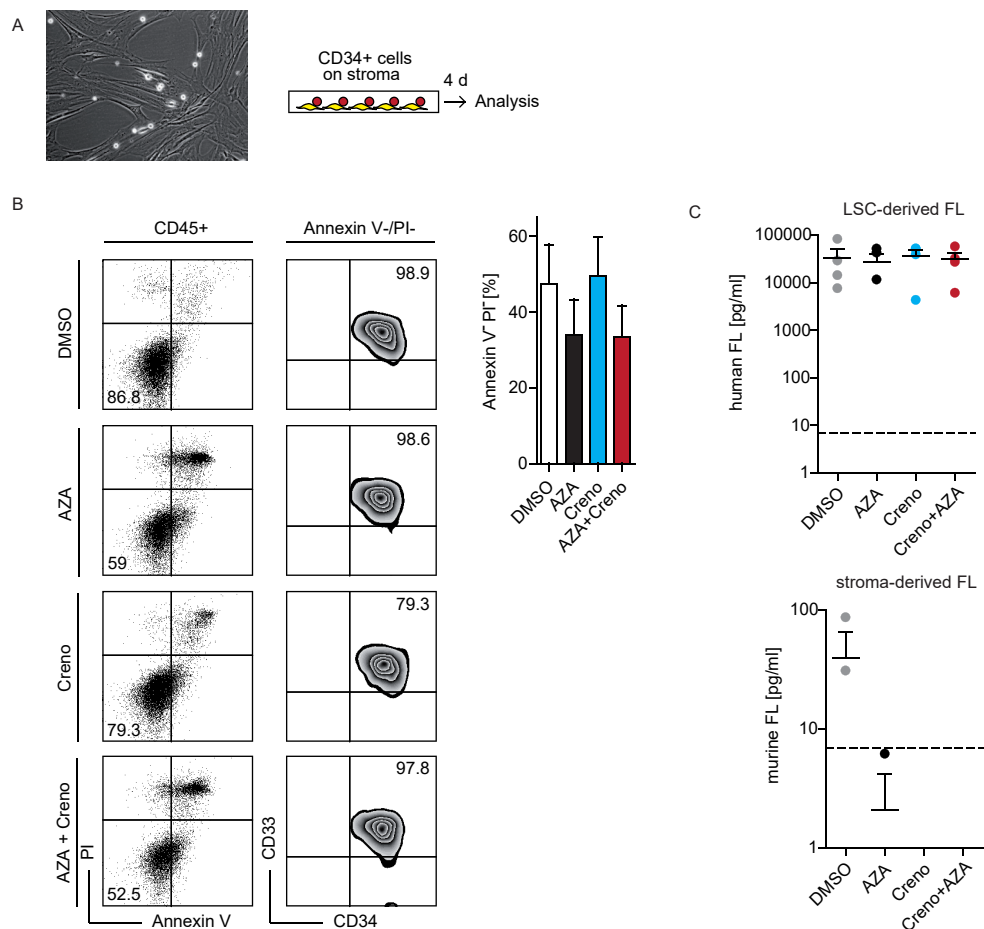 A
CD34+ cells
on stroma
4 d
Analysis
B
CD45+
Annexin V-/PI-
DMSO
86.8
98.9
AZA
59
98.6
Creno
79.3
79.3
AZA + Creno
52.5
97.8
PI
Annexin V
CD33
CD34
Annexin V⁻ PI⁻ [%]
60
40
20
0
DMSO
AZA
Creno
AZA+Creno
C
LSC-derived FL
human FL [pg/ml]
100000
10000
1000
100
10
1
DMSO
AZA
Creno
Creno+AZA
stroma-derived FL
murine FL [pg/ml]
100
10
1
DMSO
AZA
Creno
Creno+AZA